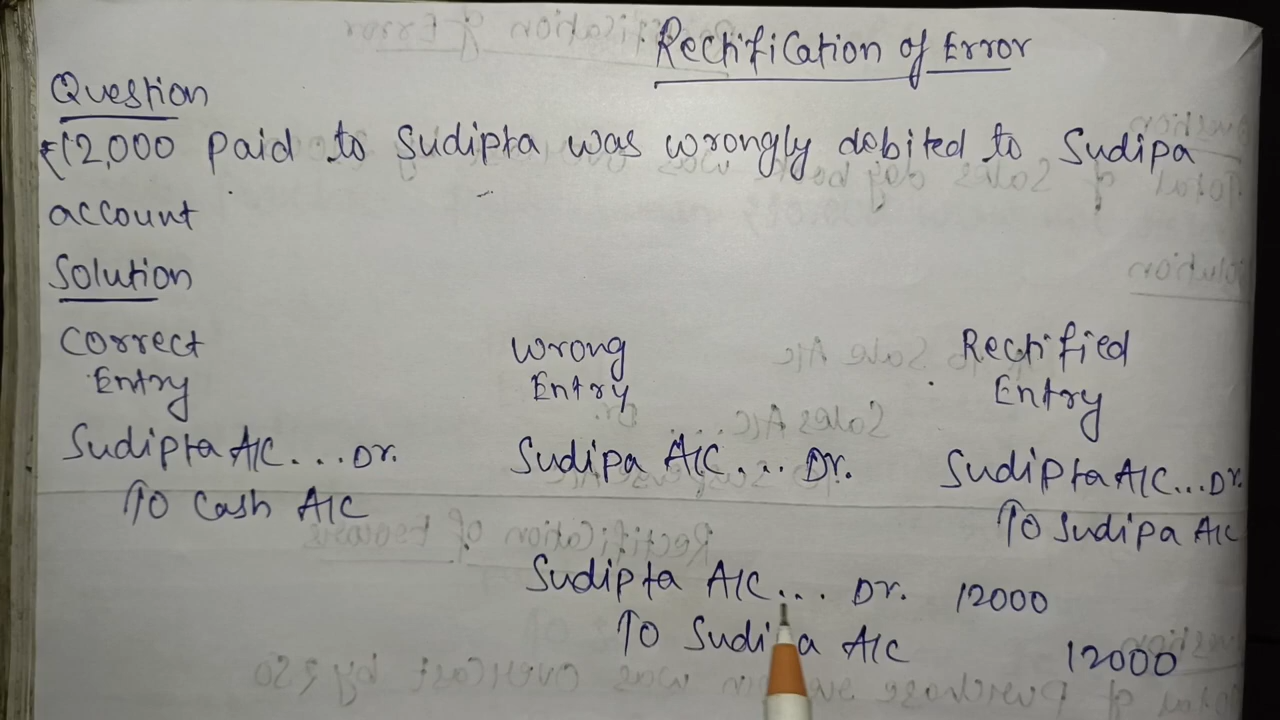 Rectification of Error
Question
₹12,000 paid to Sudipta was wrongly debited to Sudipa
account
Solution
Correct Entry
Sudipta A/C...Dr.
To Cash A/C
Wrong Entry
Sudipa A/C... Dr.
Rectified Entry
Sudipta A/C...Dr.
To Sudipa A/C
Sudipta A/C... Dr. 12000
To Sudipa A/C 12000